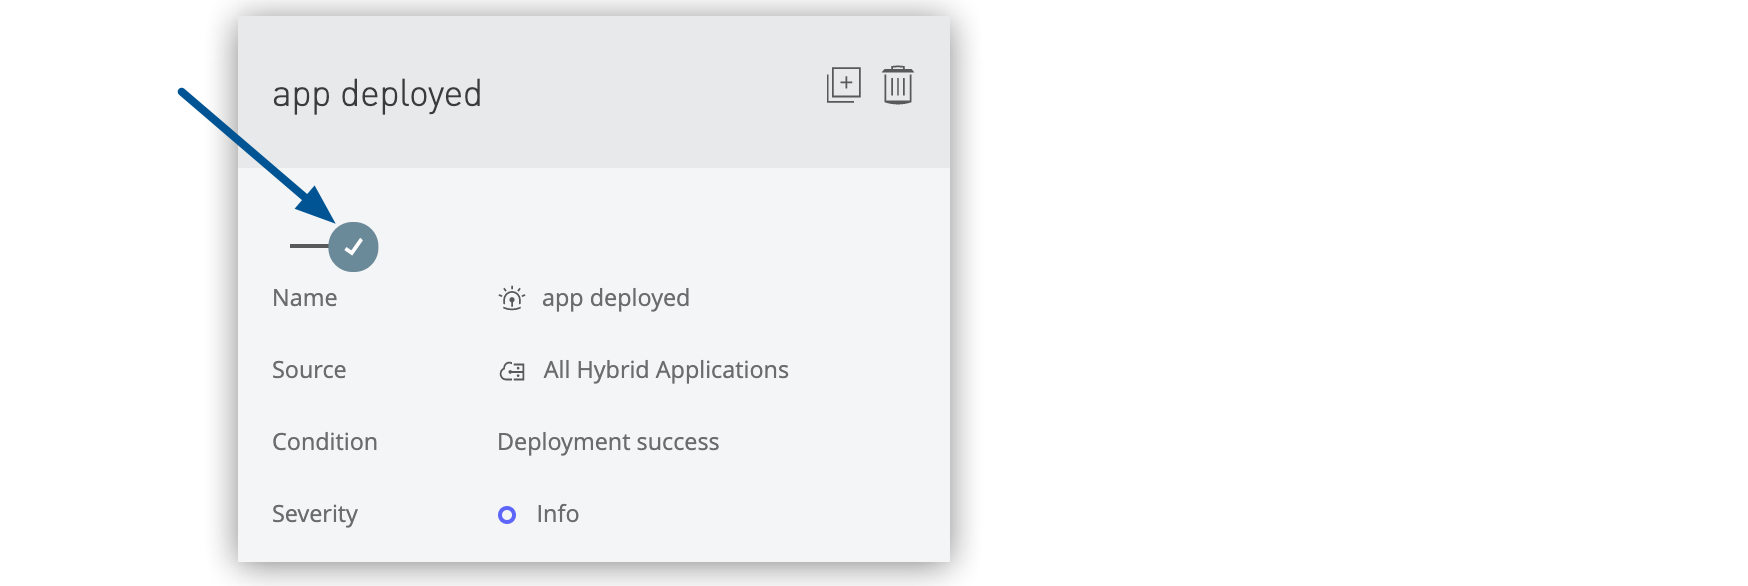 app deployed
Name app deployed
Source All Hybrid Applications
Condition Deployment success
Severity Info